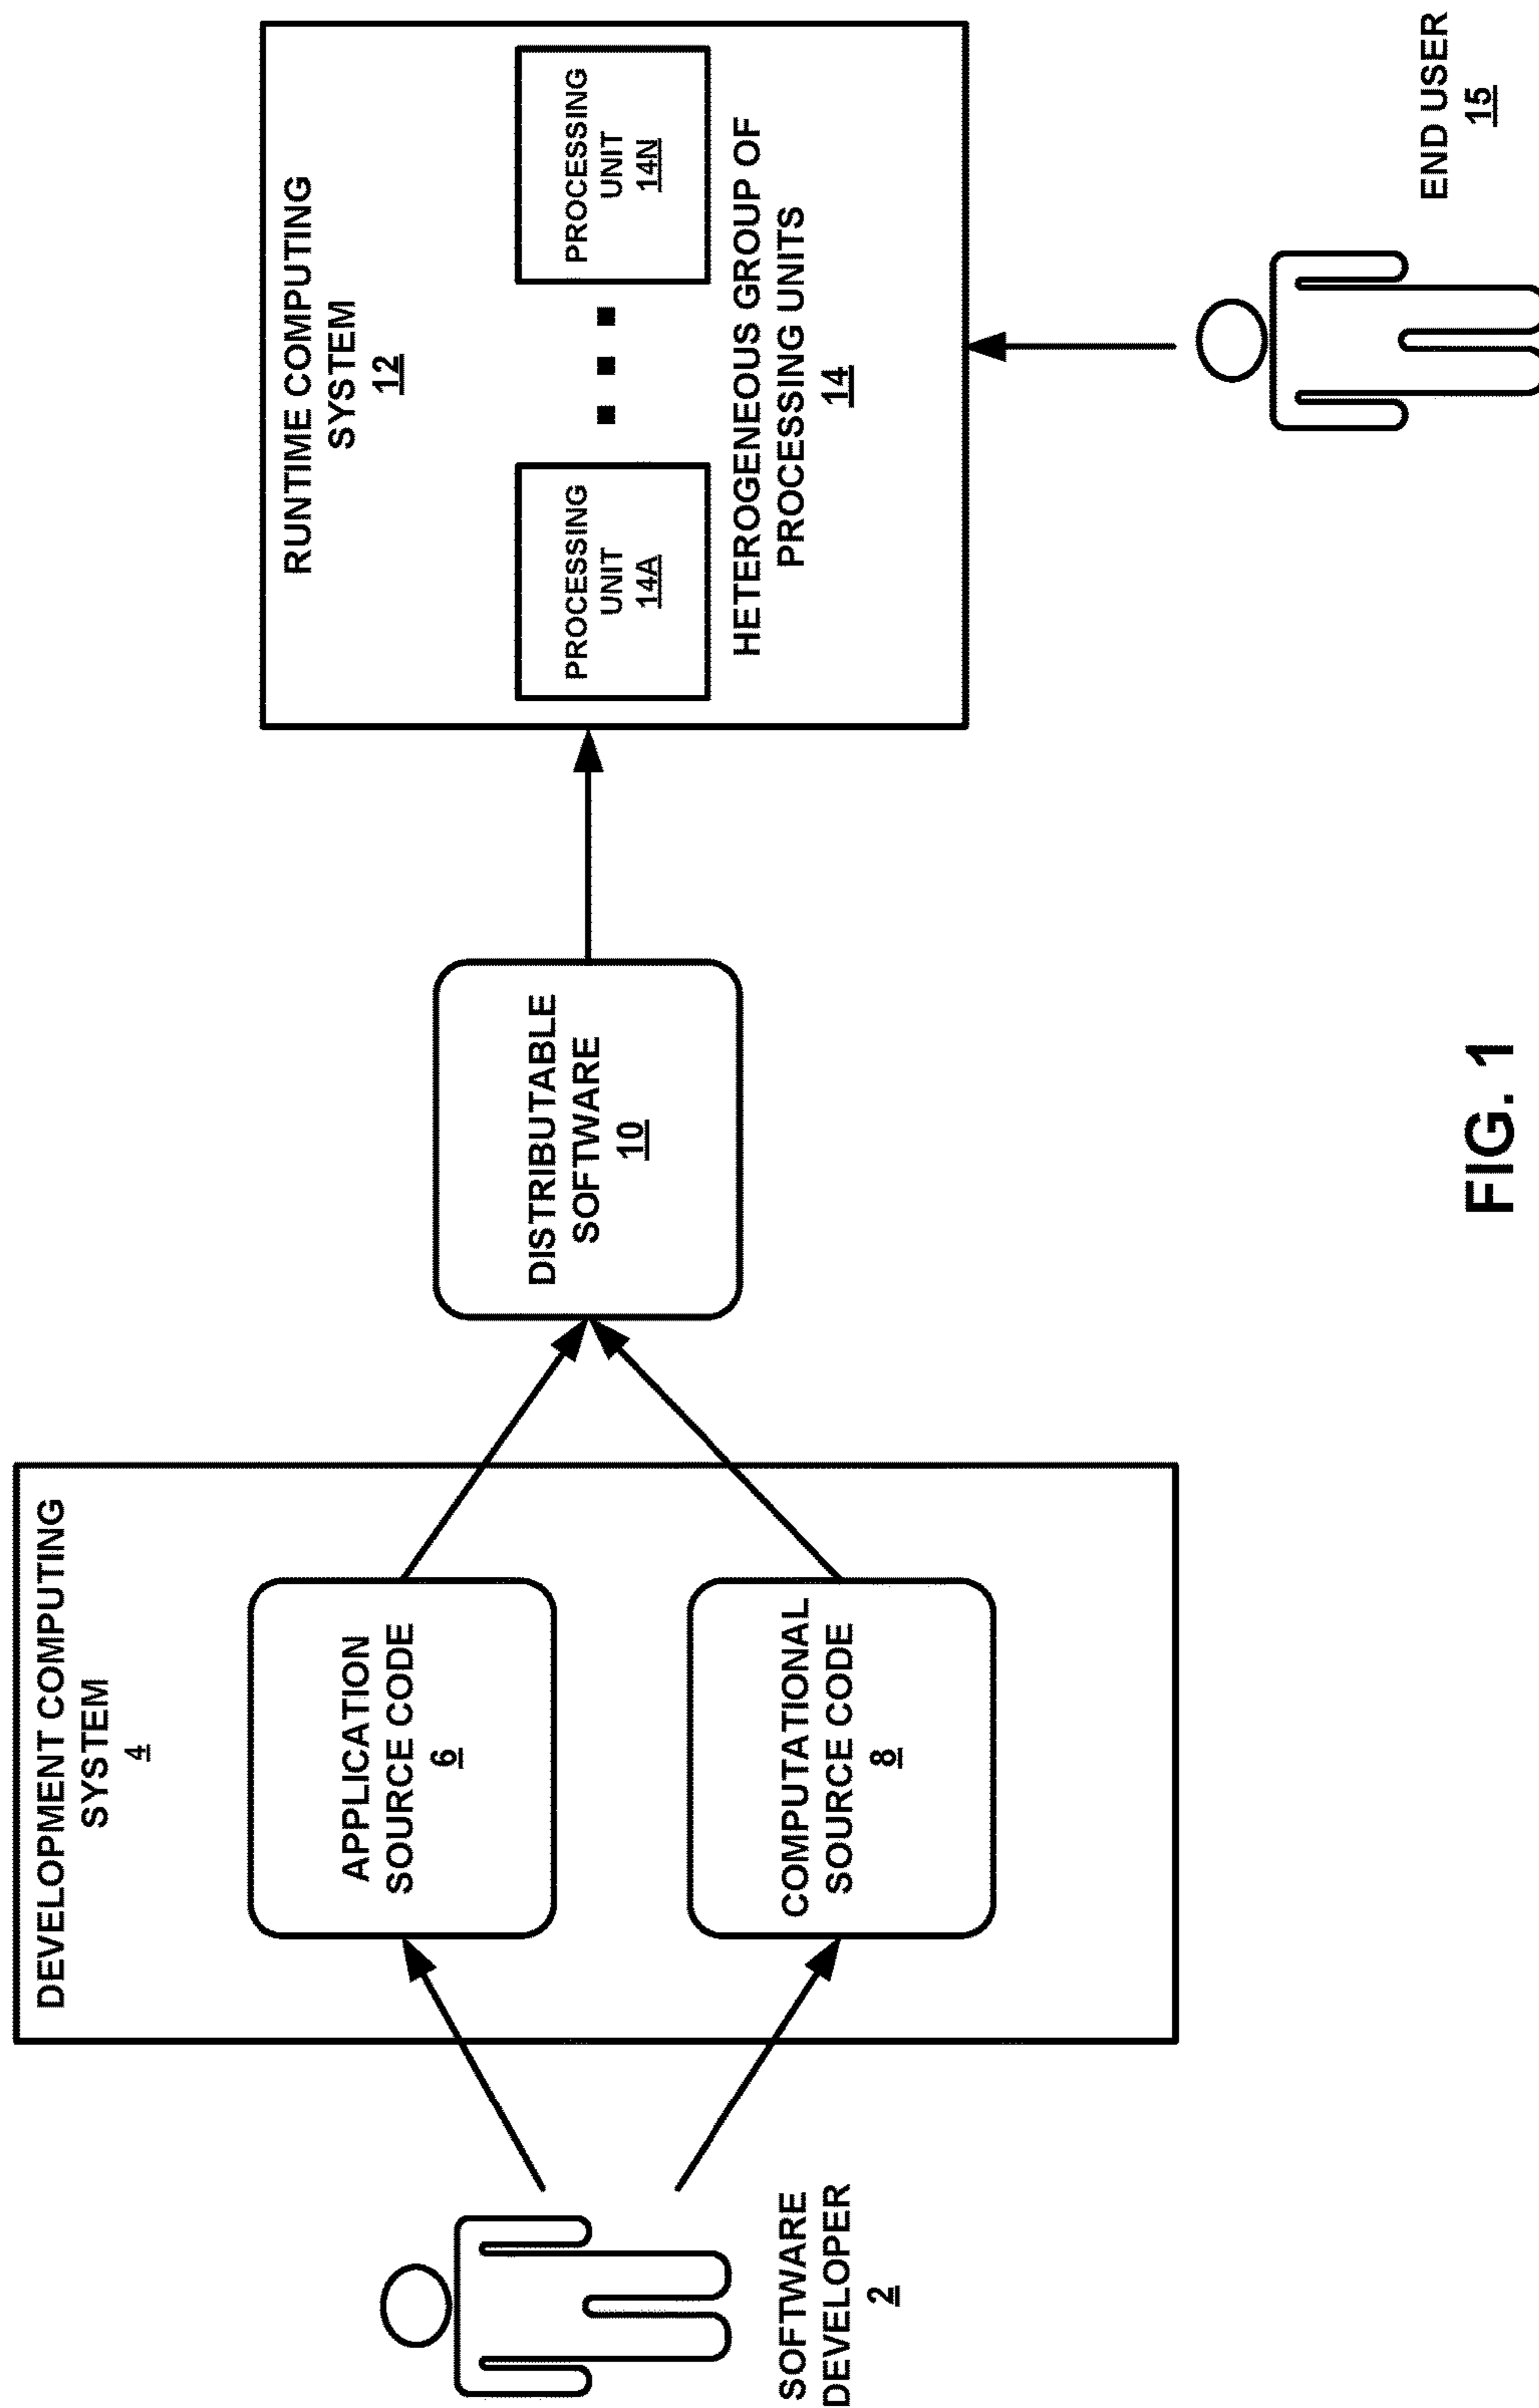 SOFTWARE
DEVELOPER
2
DEVELOPMENT COMPUTING
SYSTEM
4
APPLICATION
SOURCE CODE
6
COMPUTATIONAL
SOURCE CODE
8
DISTRIBUTABLE
SOFTWARE
10
RUNTIME COMPUTING
SYSTEM
12
PROCESSING
UNIT
14A
PROCESSING
UNIT
14N
HETEROGENEOUS GROUP OF
PROCESSING UNITS
14
END USER
15
FIG. 1